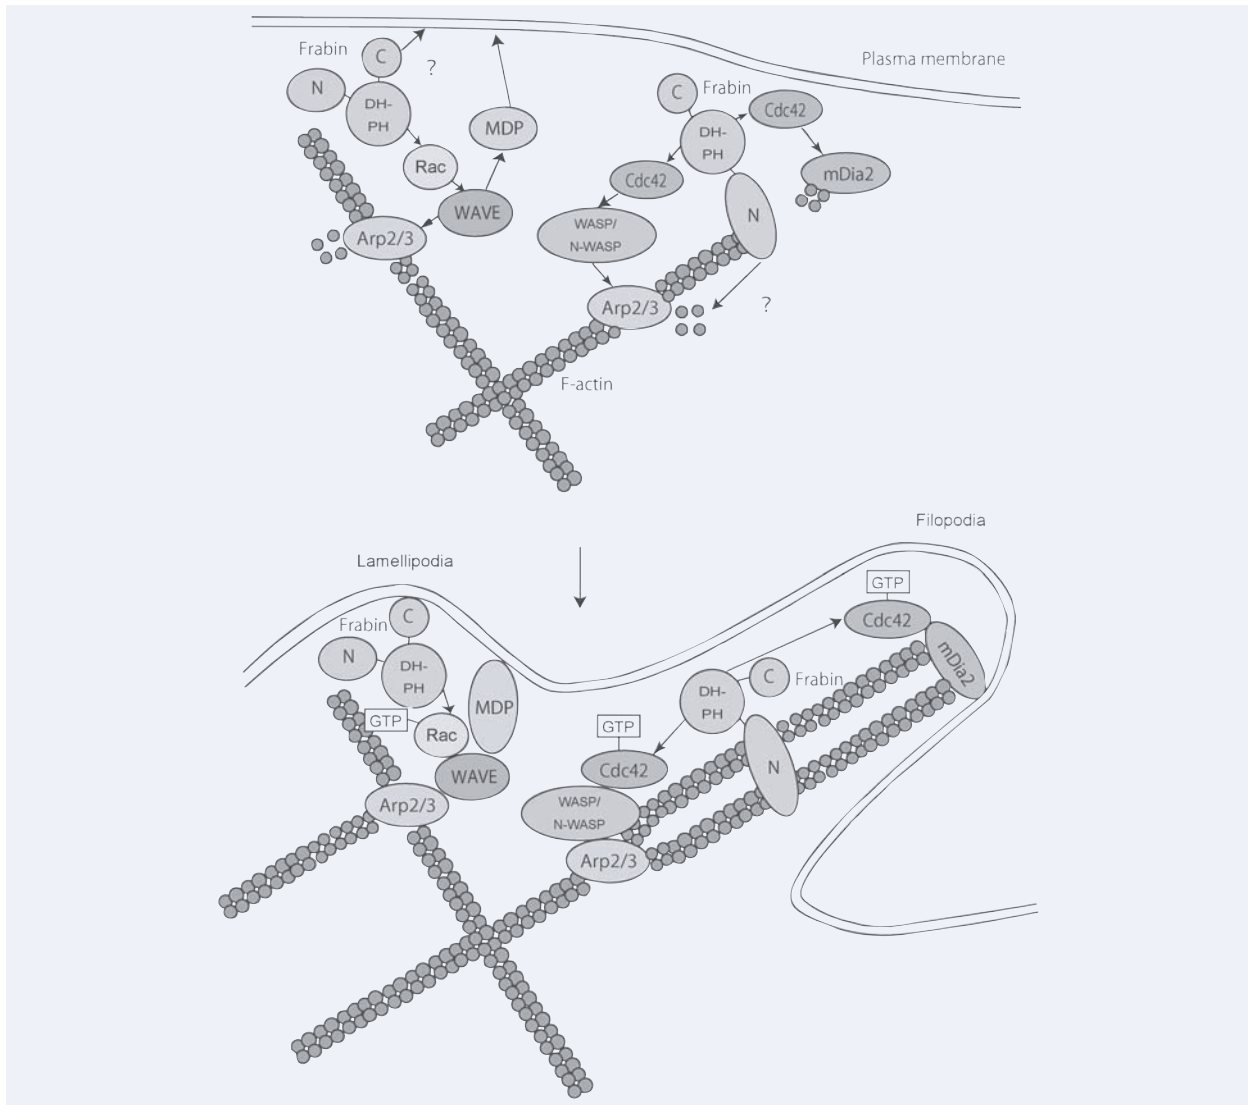 Frabin
C
?
N
DH-
PH
MDP
Rac
WAVE
Arp2/3
Plasma membrane
C
Frabin
Cdc42
DH-
PH
mDia2
Cdc42
N
WASP/
N-WASP
Arp2/3
?
F-actin
Filopodia
Lamellipodia
GTP
C
Frabin
Cdc42
N
DH-
PH
mDia2
MDP
GTP
Rac
WAVE
Arp2/3
DH-
PH
C
Frabin
GTP
Cdc42
N
WASP/
N-WASP
Arp2/3